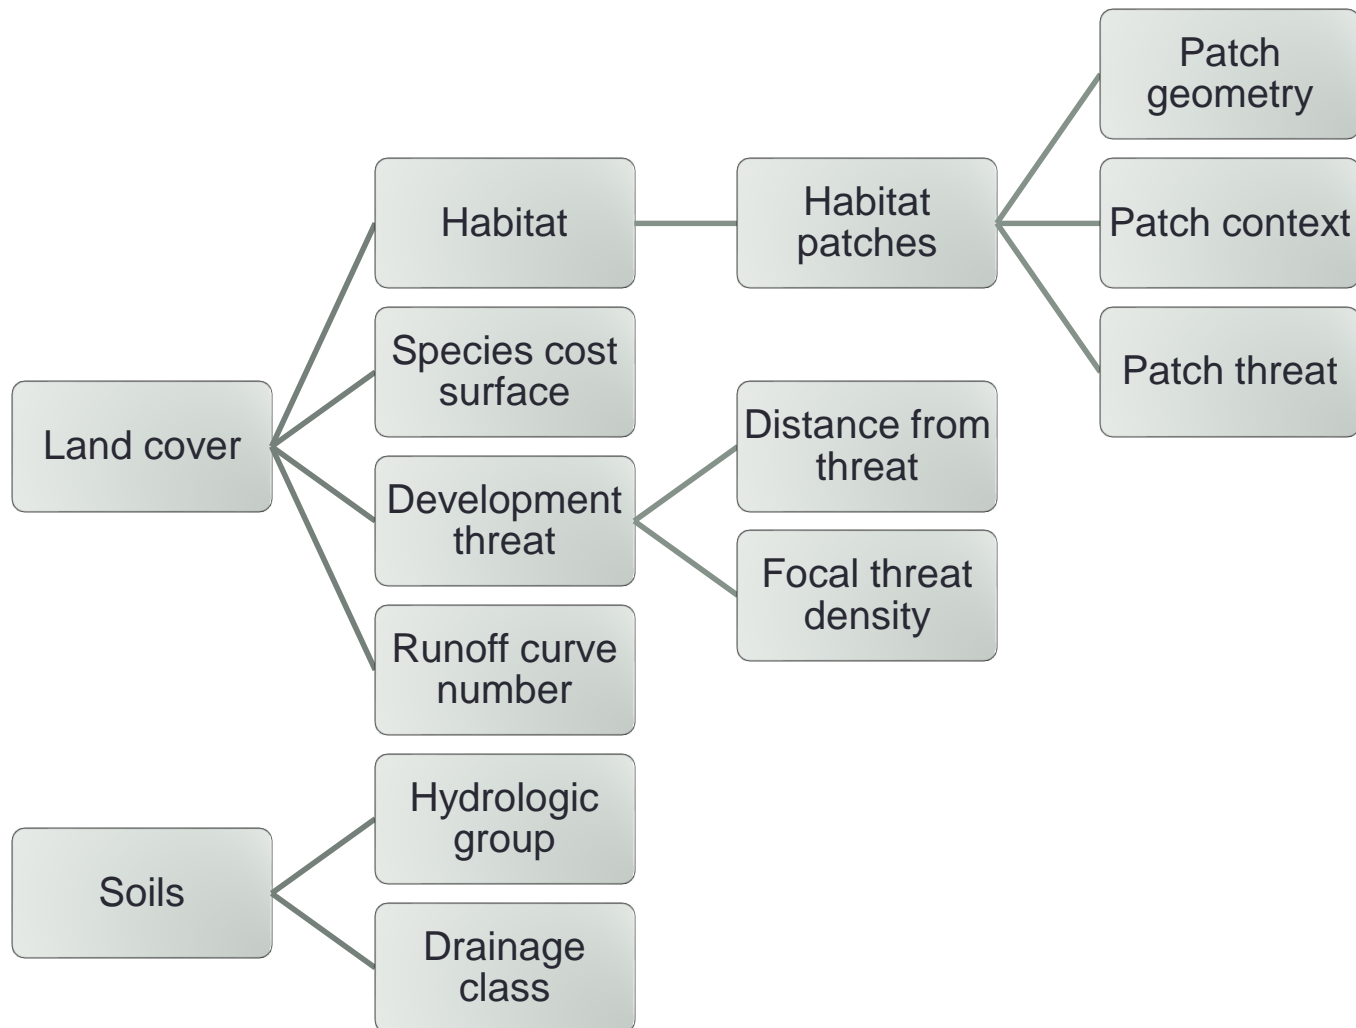 Patch
geometry
Habitat
Habitat
patches
Patch context
Species cost
surface
Patch threat
Land cover
Distance from
threat
Development
threat
Focal threat
density
Runoff curve
number
Hydrologic
group
Soils
Drainage
class